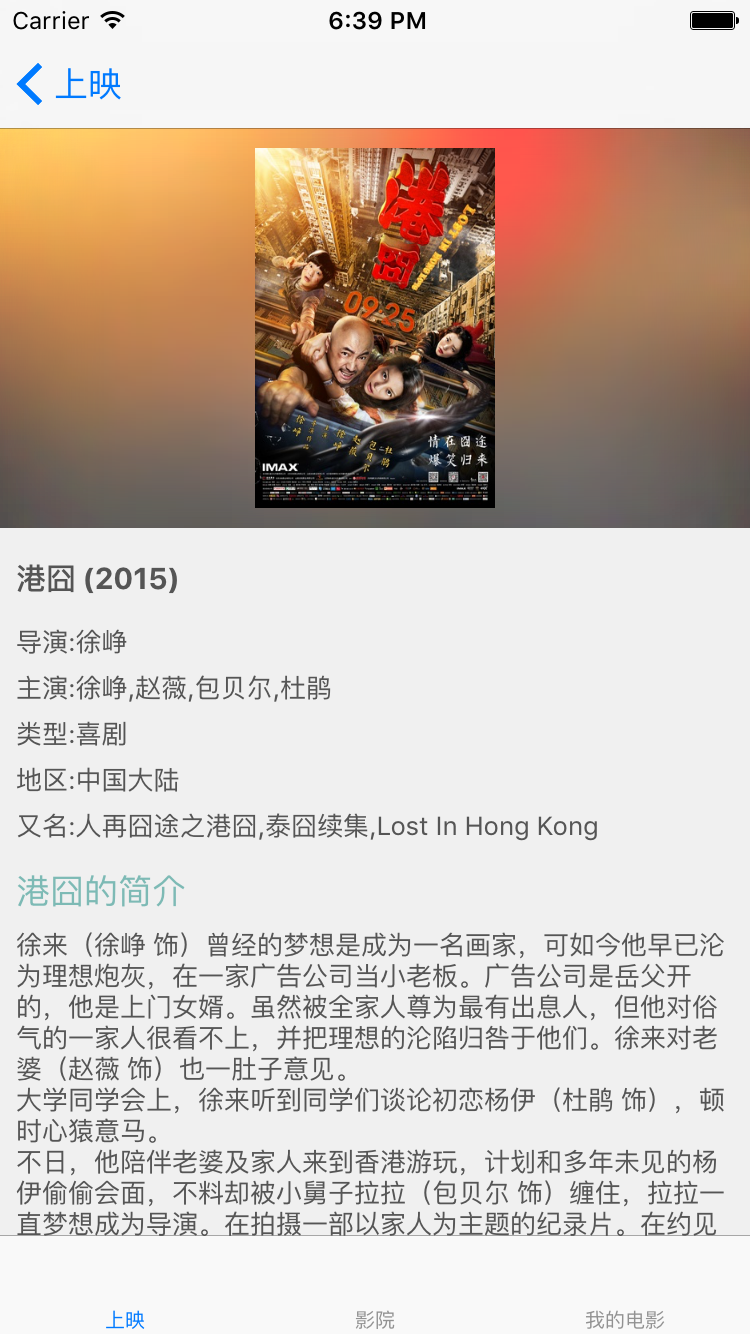 Carrier 6:39 PM
上映
港
囧
LOST IN HONGKONG
09.25
徐峥
赵薇
包贝尔
杜鹃
情在囧途
爆笑归来
IMAX
港囧 (2015)
导演:徐峥
主演:徐峥,赵薇,包贝尔,杜鹃
类型:喜剧
地区:中国大陆
又名:人再囧途之港囧,泰囧续集,Lost In Hong Kong
港囧的简介
徐来（徐峥 饰）曾经的梦想是成为一名画家，可如今他早已沦
为理想炮灰，在一家广告公司当小老板。广告公司是岳父开
的，他是上门女婿。虽然被全家人尊为最有出息人，但他对俗
气的一家人很看不上，并把理想的沦陷归咎于他们。徐来对老
婆（赵薇 饰）也一肚子意见。
大学同学会上，徐来听到同学们谈论初恋杨伊（杜鹃 饰），顿
时心猿意马。
不日，他陪伴老婆及家人来到香港游玩，计划和多年未见的杨
伊偷偷会面，不料却被小舅子拉拉（包贝尔 饰）缠住，拉拉一
直梦想成为导演。在拍摄一部以家人为主题的纪录片。在约见
上映 影院 我的电影